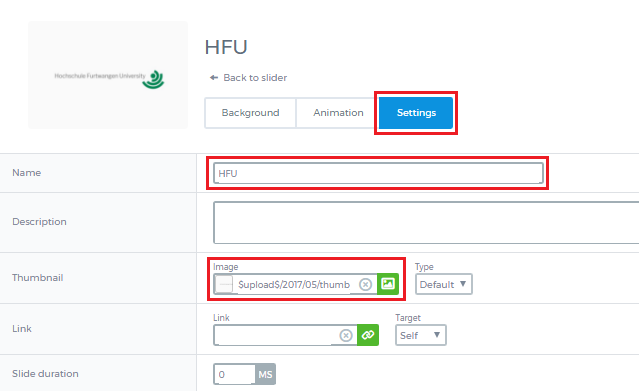 HFU
Hochschule Furtwangen University
Back to slider
Background Animation Settings
Name HFU
Description
Image Type
Thumbnail $upload$/2017/05/thumb Default
Link Target
Link Self
Slide duration 0 MS